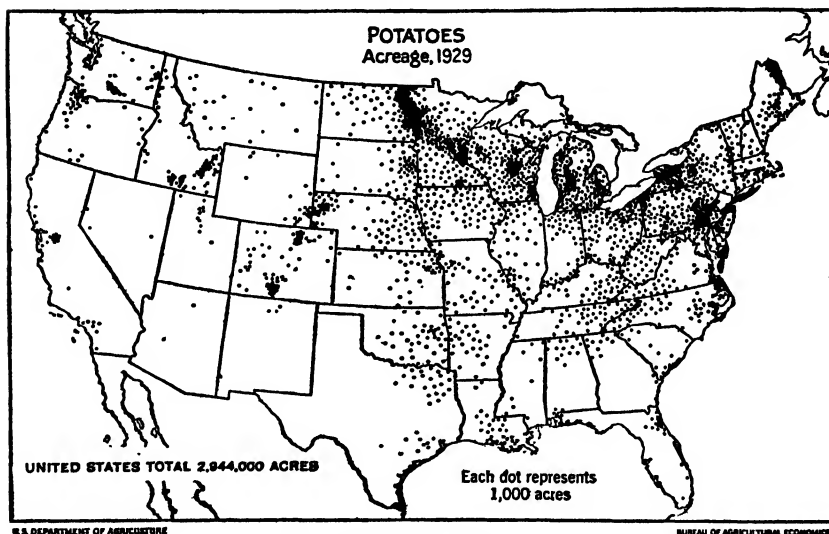 POTATOES
Acreage, 1929
UNITED STATES TOTAL 2,944,000 ACRES
Each dot represents
1,000 acres
U.S. DEPARTMENT OF AGRICULTURE
BUREAU OF AGRICULTURAL ECONOMICS